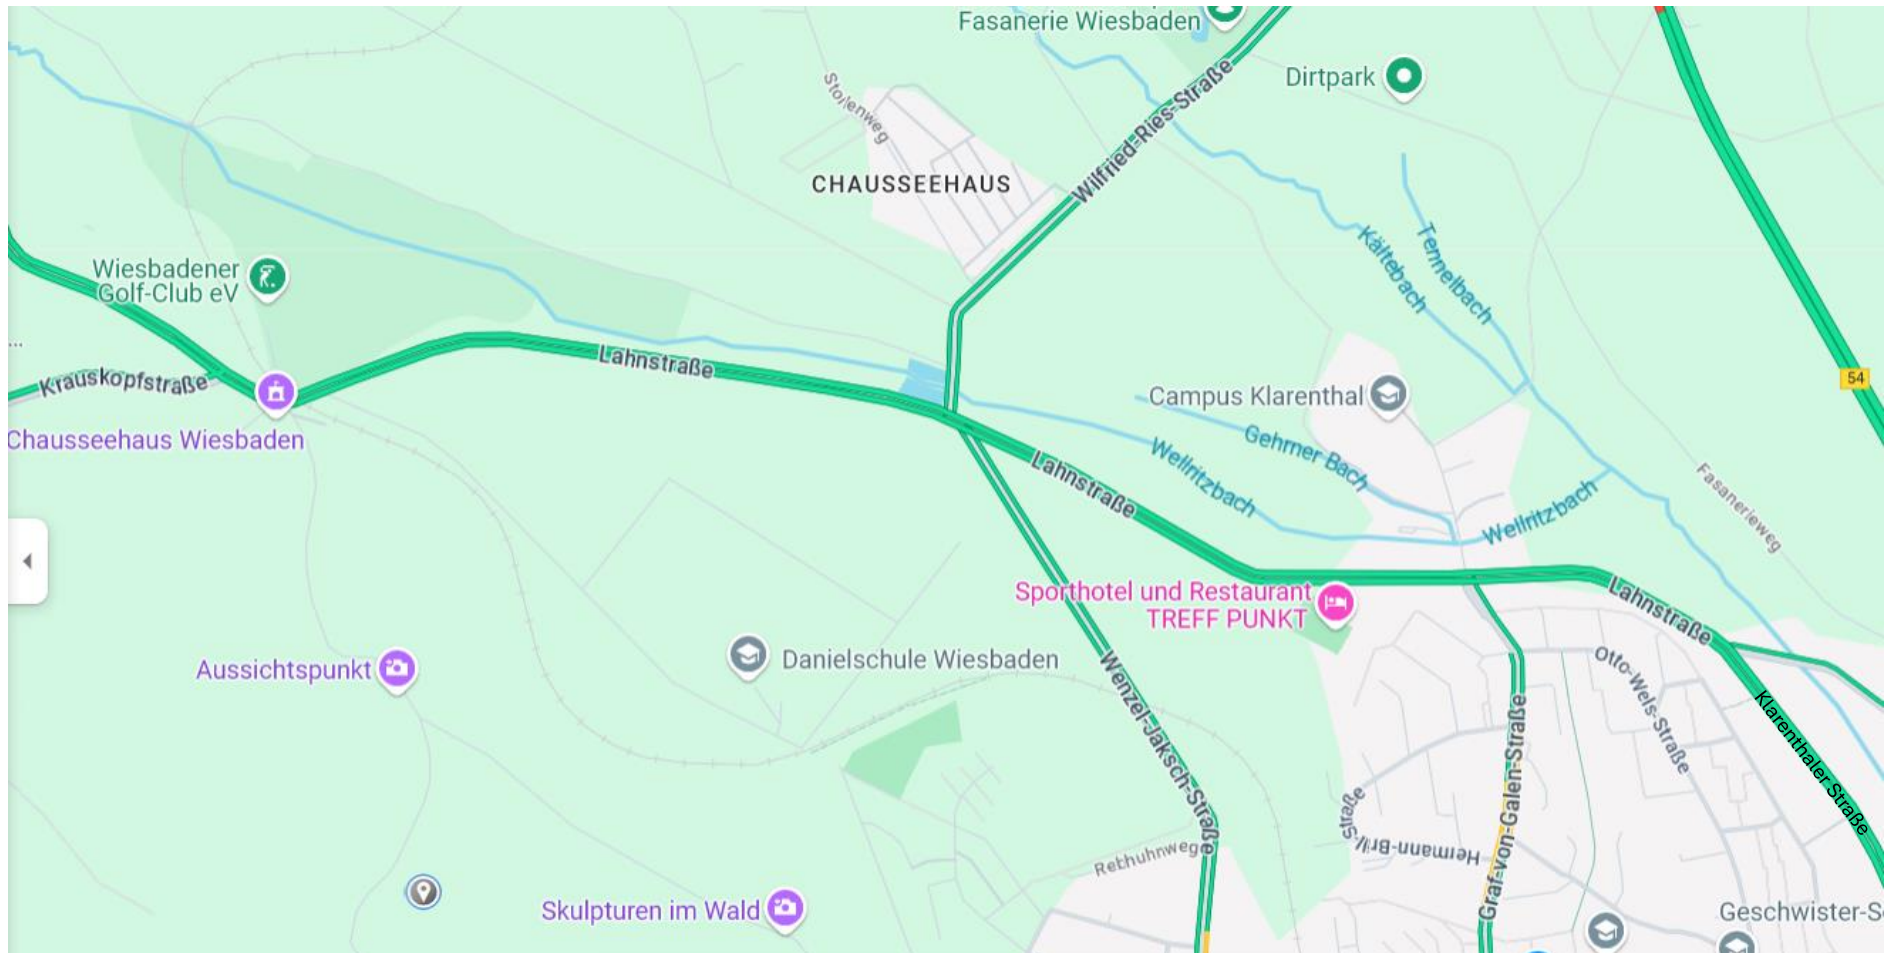 Fasanerie Wiesbaden
Dirtpark
Stollenweg
Wilfried-Ries-Straße
CHAUSSEEHAUS
Kältebach
Tennelbach
Wiesbadener
Golf-Club eV
...
Krauskopfstraße
Lahnstraße
54
Chausseehaus Wiesbaden
Campus Klarenthal
Gehrner Bach
Wellritzbach
Lahnstraße
Wellritzbach
Fasanerieweg
Sporthotel und Restaurant
TREFF PUNKT
Lahnstraße
Aussichtspunkt
Danielschule Wiesbaden
Wenzel-Jaksch-Straße
Otto-Wels-Straße
Klarenthaler Straße
Graf-von-Galen-Straße
Hermann-Brill-Straße
Rebhuhnweg
Skulpturen im Wald
Geschwister-S